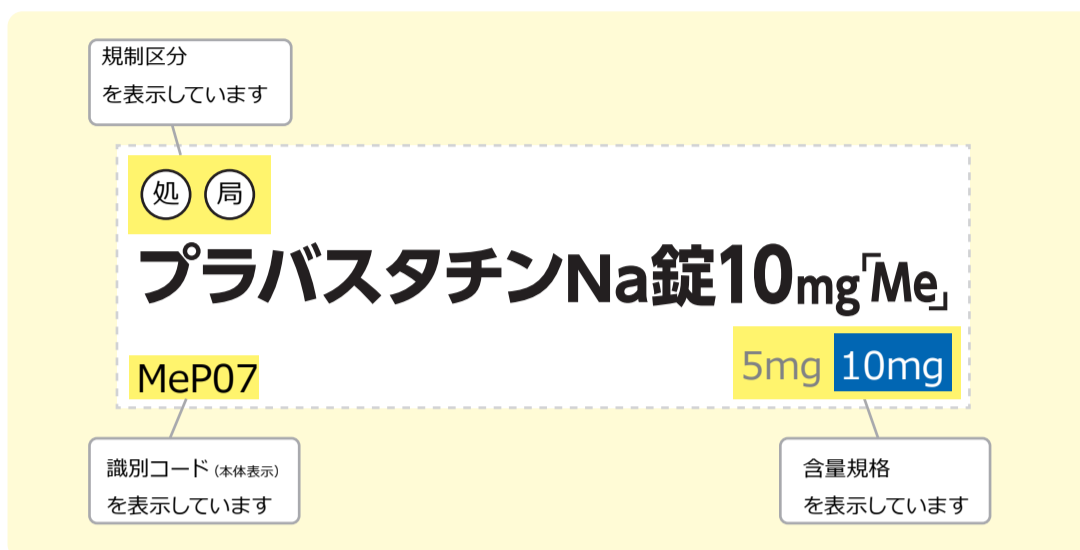 規制区分
を表示しています
処 局
プラバスタチンNa錠10mg「Me」
MeP07
5mg 10mg
識別コード(本体表示)
を表示しています
含量規格
を表示しています